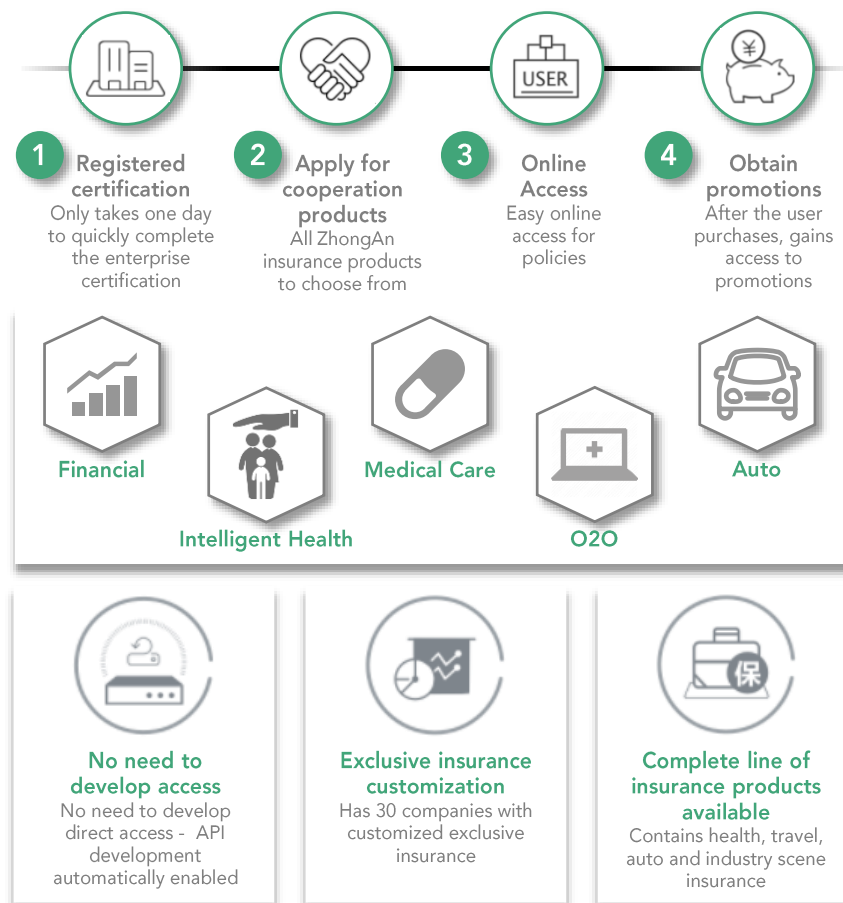 ¥
USER
1
Registered
certification
Only takes one day
to quickly complete
the enterprise
certification
2
Apply for
cooperation
products
All ZhongAn
insurance products
to choose from
3
Online
Access
Easy online
access for
policies
4
Obtain
promotions
After the user
purchases, gains
access to
promotions
Financial
Intelligent Health
Medical Care
O2O
Auto
No need to
develop access
No need to develop
direct access - API
development
automatically enabled
Exclusive insurance
customization
Has 30 companies with
customized exclusive
insurance
保
Complete line of
insurance products
available
Contains health, travel,
auto and industry scene
insurance